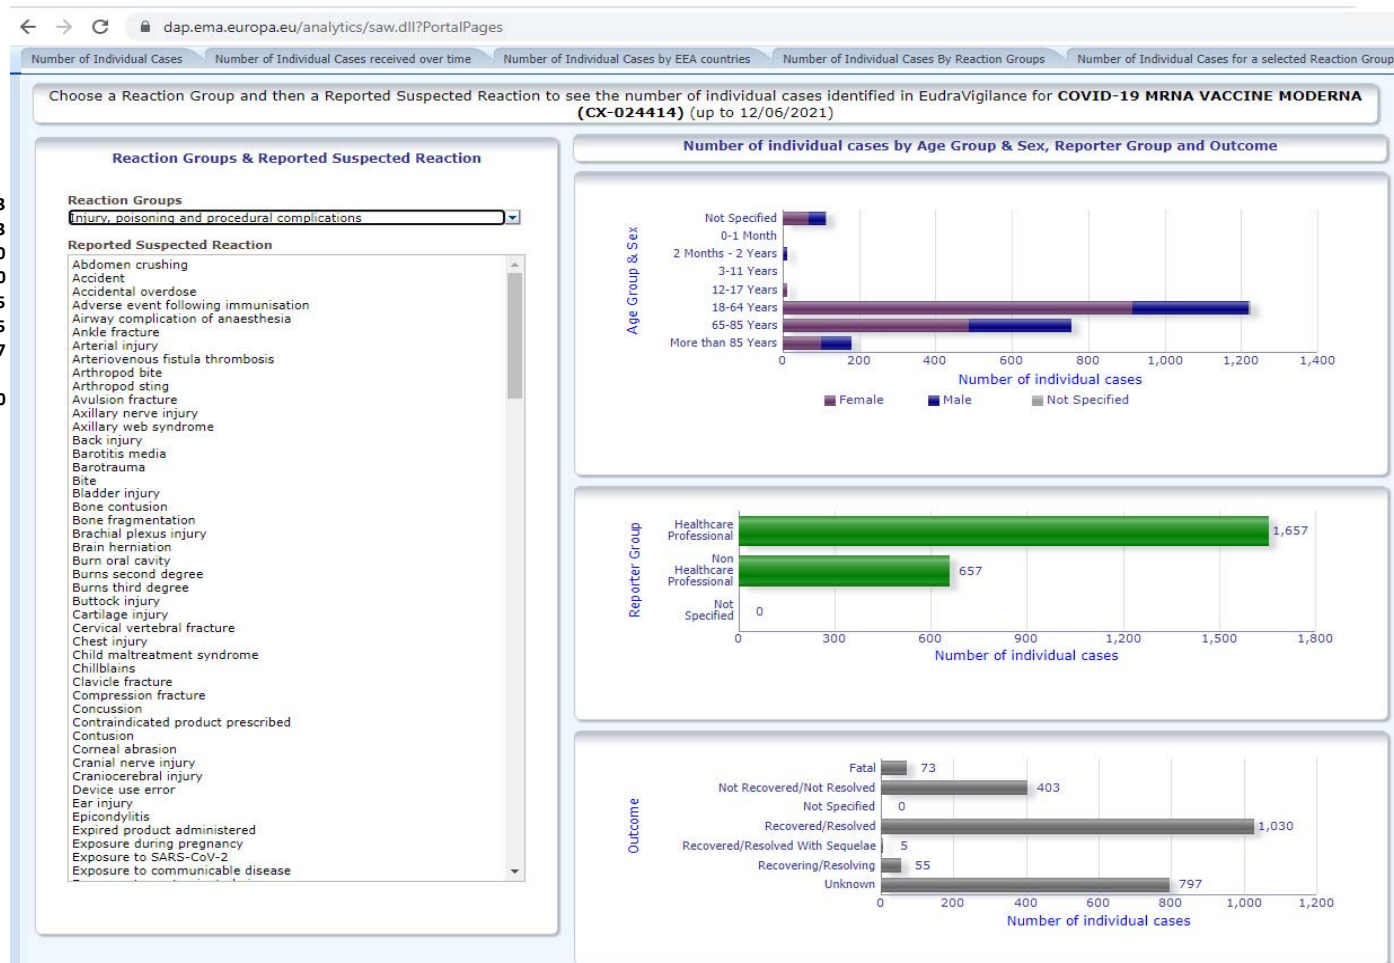 dap.ema.europa.eu/analytics/saw.dll?PortalPages
Number of Individual Cases
Number of Individual Cases received over time
Number of Individual Cases by EEA countries
Number of Individual Cases By Reaction Groups
Number of Individual Cases for a selected Reaction Group
Choose a Reaction Group and then a Reported Suspected Reaction to see the number of individual cases identified in EudraVigilance for COVID-19 MRNA VACCINE MODERNA
(CX-024414) (up to 12/06/2021)
3
3
0
0
5
5
7
0
Reaction Groups & Reported Suspected Reaction
Reaction Groups
Injury, poisoning and procedural complications
Reported Suspected Reaction
Abdomen crushing
Accident
Accidental overdose
Adverse event following immunisation
Airway complication of anaesthesia
Ankle fracture
Arterial injury
Arteriovenous fistula thrombosis
Arthropod bite
Arthropod sting
Avulsion fracture
Axillary nerve injury
Axillary web syndrome
Back injury
Barotitis media
Barotrauma
Bite
Bladder injury
Bone contusion
Bone fragmentation
Brachial plexus injury
Brain herniation
Burn oral cavity
Burns second degree
Burns third degree
Buttock injury
Cartilage injury
Cervical vertebral fracture
Chest injury
Child maltreatment syndrome
Chillblains
Clavicle fracture
Compression fracture
Concussion
Contraindicated product prescribed
Contusion
Corneal abrasion
Cranial nerve injury
Craniocerebral injury
Device use error
Ear injury
Epicondylitis
Expired product administered
Exposure during pregnancy
Exposure to SARS-CoV-2
Exposure to communicable disease
Number of individual cases by Age Group & Sex, Reporter Group and Outcome
Age Group & Sex
Not Specified
0-1 Month
2 Months - 2 Years
3-11 Years
12-17 Years
18-64 Years
65-85 Years
More than 85 Years
0 200 400 600 800 1,000 1,200 1,400
Number of individual cases
Female Male Not Specified
Reporter Group
Healthcare
Professional
1,657
Non
Healthcare
Professional
657
Not
Specified
0
0 300 600 900 1,200 1,500 1,800
Number of individual cases
Outcome
Fatal 73
Not Recovered/Not Resolved 403
Not Specified 0
Recovered/Resolved 1,030
Recovered/Resolved With Sequelae 5
Recovering/Resolving 55
Unknown 797
0 200 400 600 800 1,000 1,200
Number of individual cases